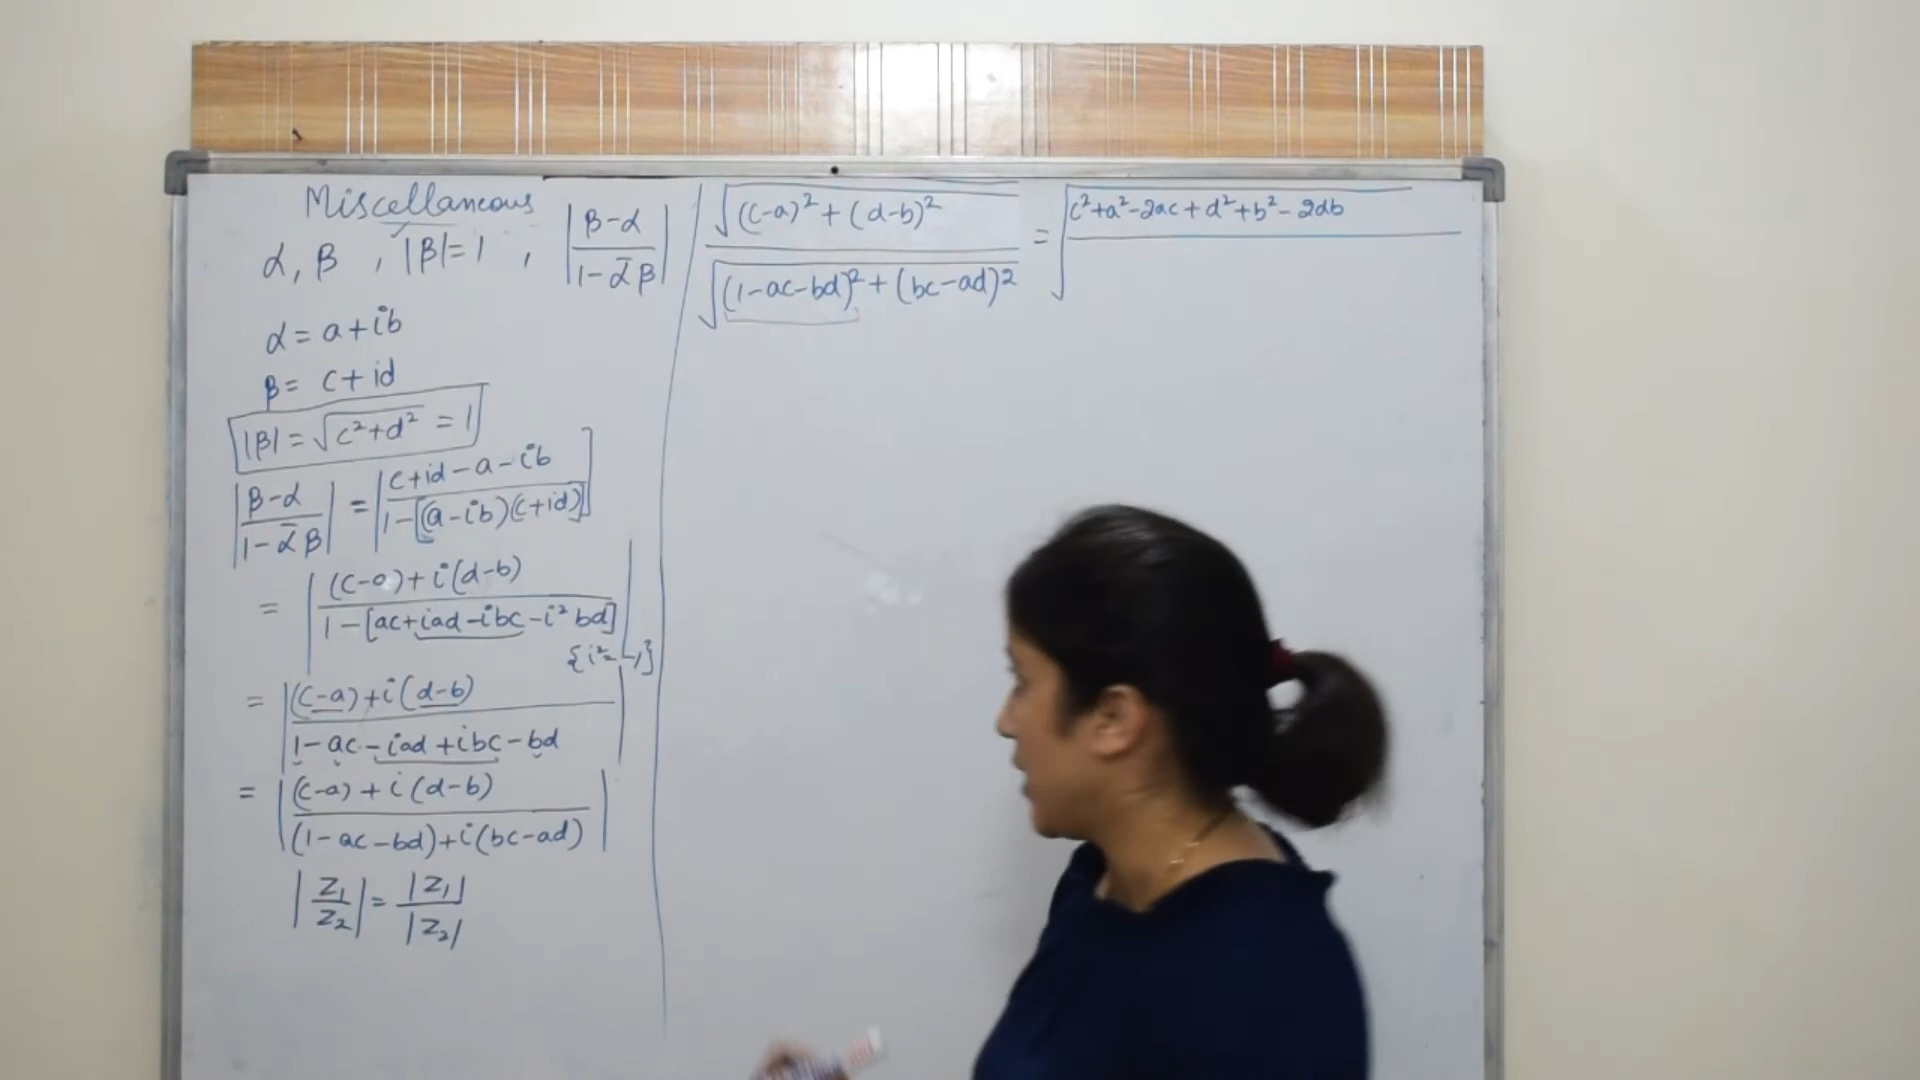 Miscellaneous
α, β , |β|=1 , |β-α / 1-ᾱβ|
α = a+ib
β = c+id
|β| = √c²+d² = 1
|β-α / 1-ᾱβ| = |c+id-a-ib / 1-[(a-ib)(c+id)]|
= |(c-a)+i(d-b) / 1-[ac+iad-ibc-i²bd]|
{i²=-1}
= |(c-a)+i(d-b) / 1-ac-iad+ibc-bd|
= |(c-a)+i(d-b) / (1-ac-bd)+i(bc-ad)|
|z₁/z₂| = |z₁|/|z₂|
√(c-a)²+(d-b)² / √(1-ac-bd)²+(bc-ad)² = √c²+a²-2ac+d²+b²-2db